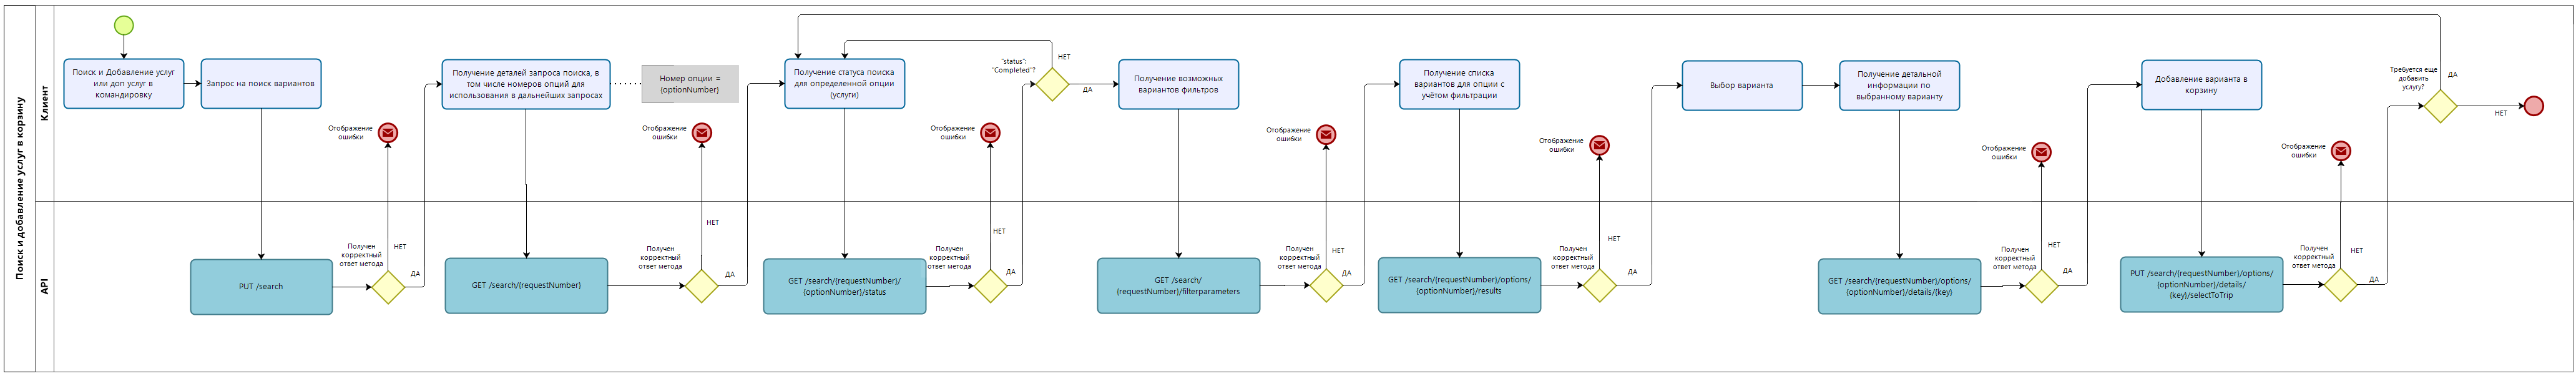 Поиск и добавление услуг в корзину
Клиент
Поиск и Добавление услуг
или доп услуг в
командировку
Запрос на поиск вариантов
Отображение
ошибки
Получение деталей запроса поиска, в
том числе номеров опций для
использования в дальнейших запросах
Номер опции =
{optionNumber}
Отображение
ошибки
Получение статуса поиска
для определенной опции
(услуги)
Отображение
ошибки
"status":
"Completed"?
НЕТ
ДА
Получение возможных
вариантов фильтров
Отображение
ошибки
Получение списка
вариантов для опции с
учётом фильтрации
Отображение
ошибки
Выбор варианта
Получение детальной
информации по
выбранному варианту
Отображение
ошибки
Добавление варианта в
корзину
Отображение
ошибки
Требуется еще
добавить
услугу?
ДА
НЕТ
API
PUT /search
Получен
корректный
ответ метода
НЕТ
ДА
GET /search/{requestNumber}
Получен
корректный
ответ метода
НЕТ
ДА
GET /search/{requestNumber}/
{optionNumber}/status
Получен
корректный
ответ метода
НЕТ
ДА
GET /search/
{requestNumber}/filterparameters
Получен
корректный
ответ метода
НЕТ
ДА
GET /search/{requestNumber}/options/
{optionNumber}/results
Получен
корректный
ответ метода
НЕТ
ДА
GET /search/{requestNumber}/options/
{optionNumber}/details/{key}
Получен
корректный
ответ метода
НЕТ
ДА
PUT /search/{requestNumber}/options/
{optionNumber}/details/
{key}/selectToTrip
Получен
корректный
ответ метода
НЕТ
ДА